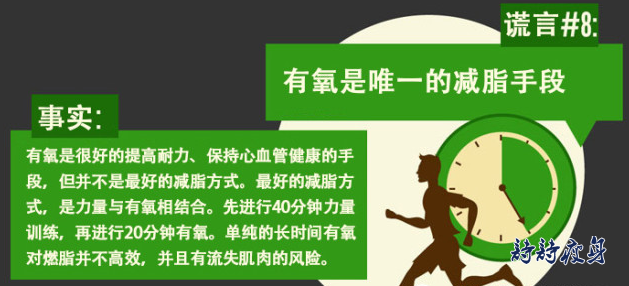 谎言#8:
有氧是唯一的减脂手段
事实:
有氧是很好的提高耐力、保持心血管健康的手
段，但并不是最好的减脂方式。最好的减脂方
式，是力量与有氧相结合。先进行40分钟力量
训练，再进行20分钟有氧。单纯的长时间有氧
对燃脂并不高效，并且有流失肌肉的风险。
诗诗瘦身